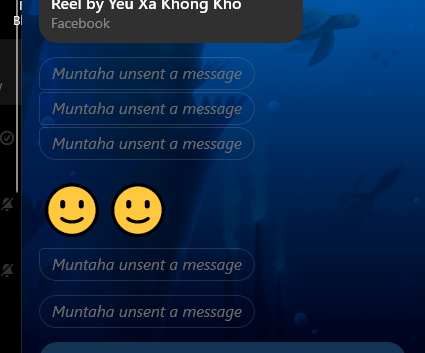 Reel by Yeu Xa Khong Kho
Facebook
Muntaha unsent a message
Muntaha unsent a message
Muntaha unsent a message
Muntaha unsent a message
Muntaha unsent a message